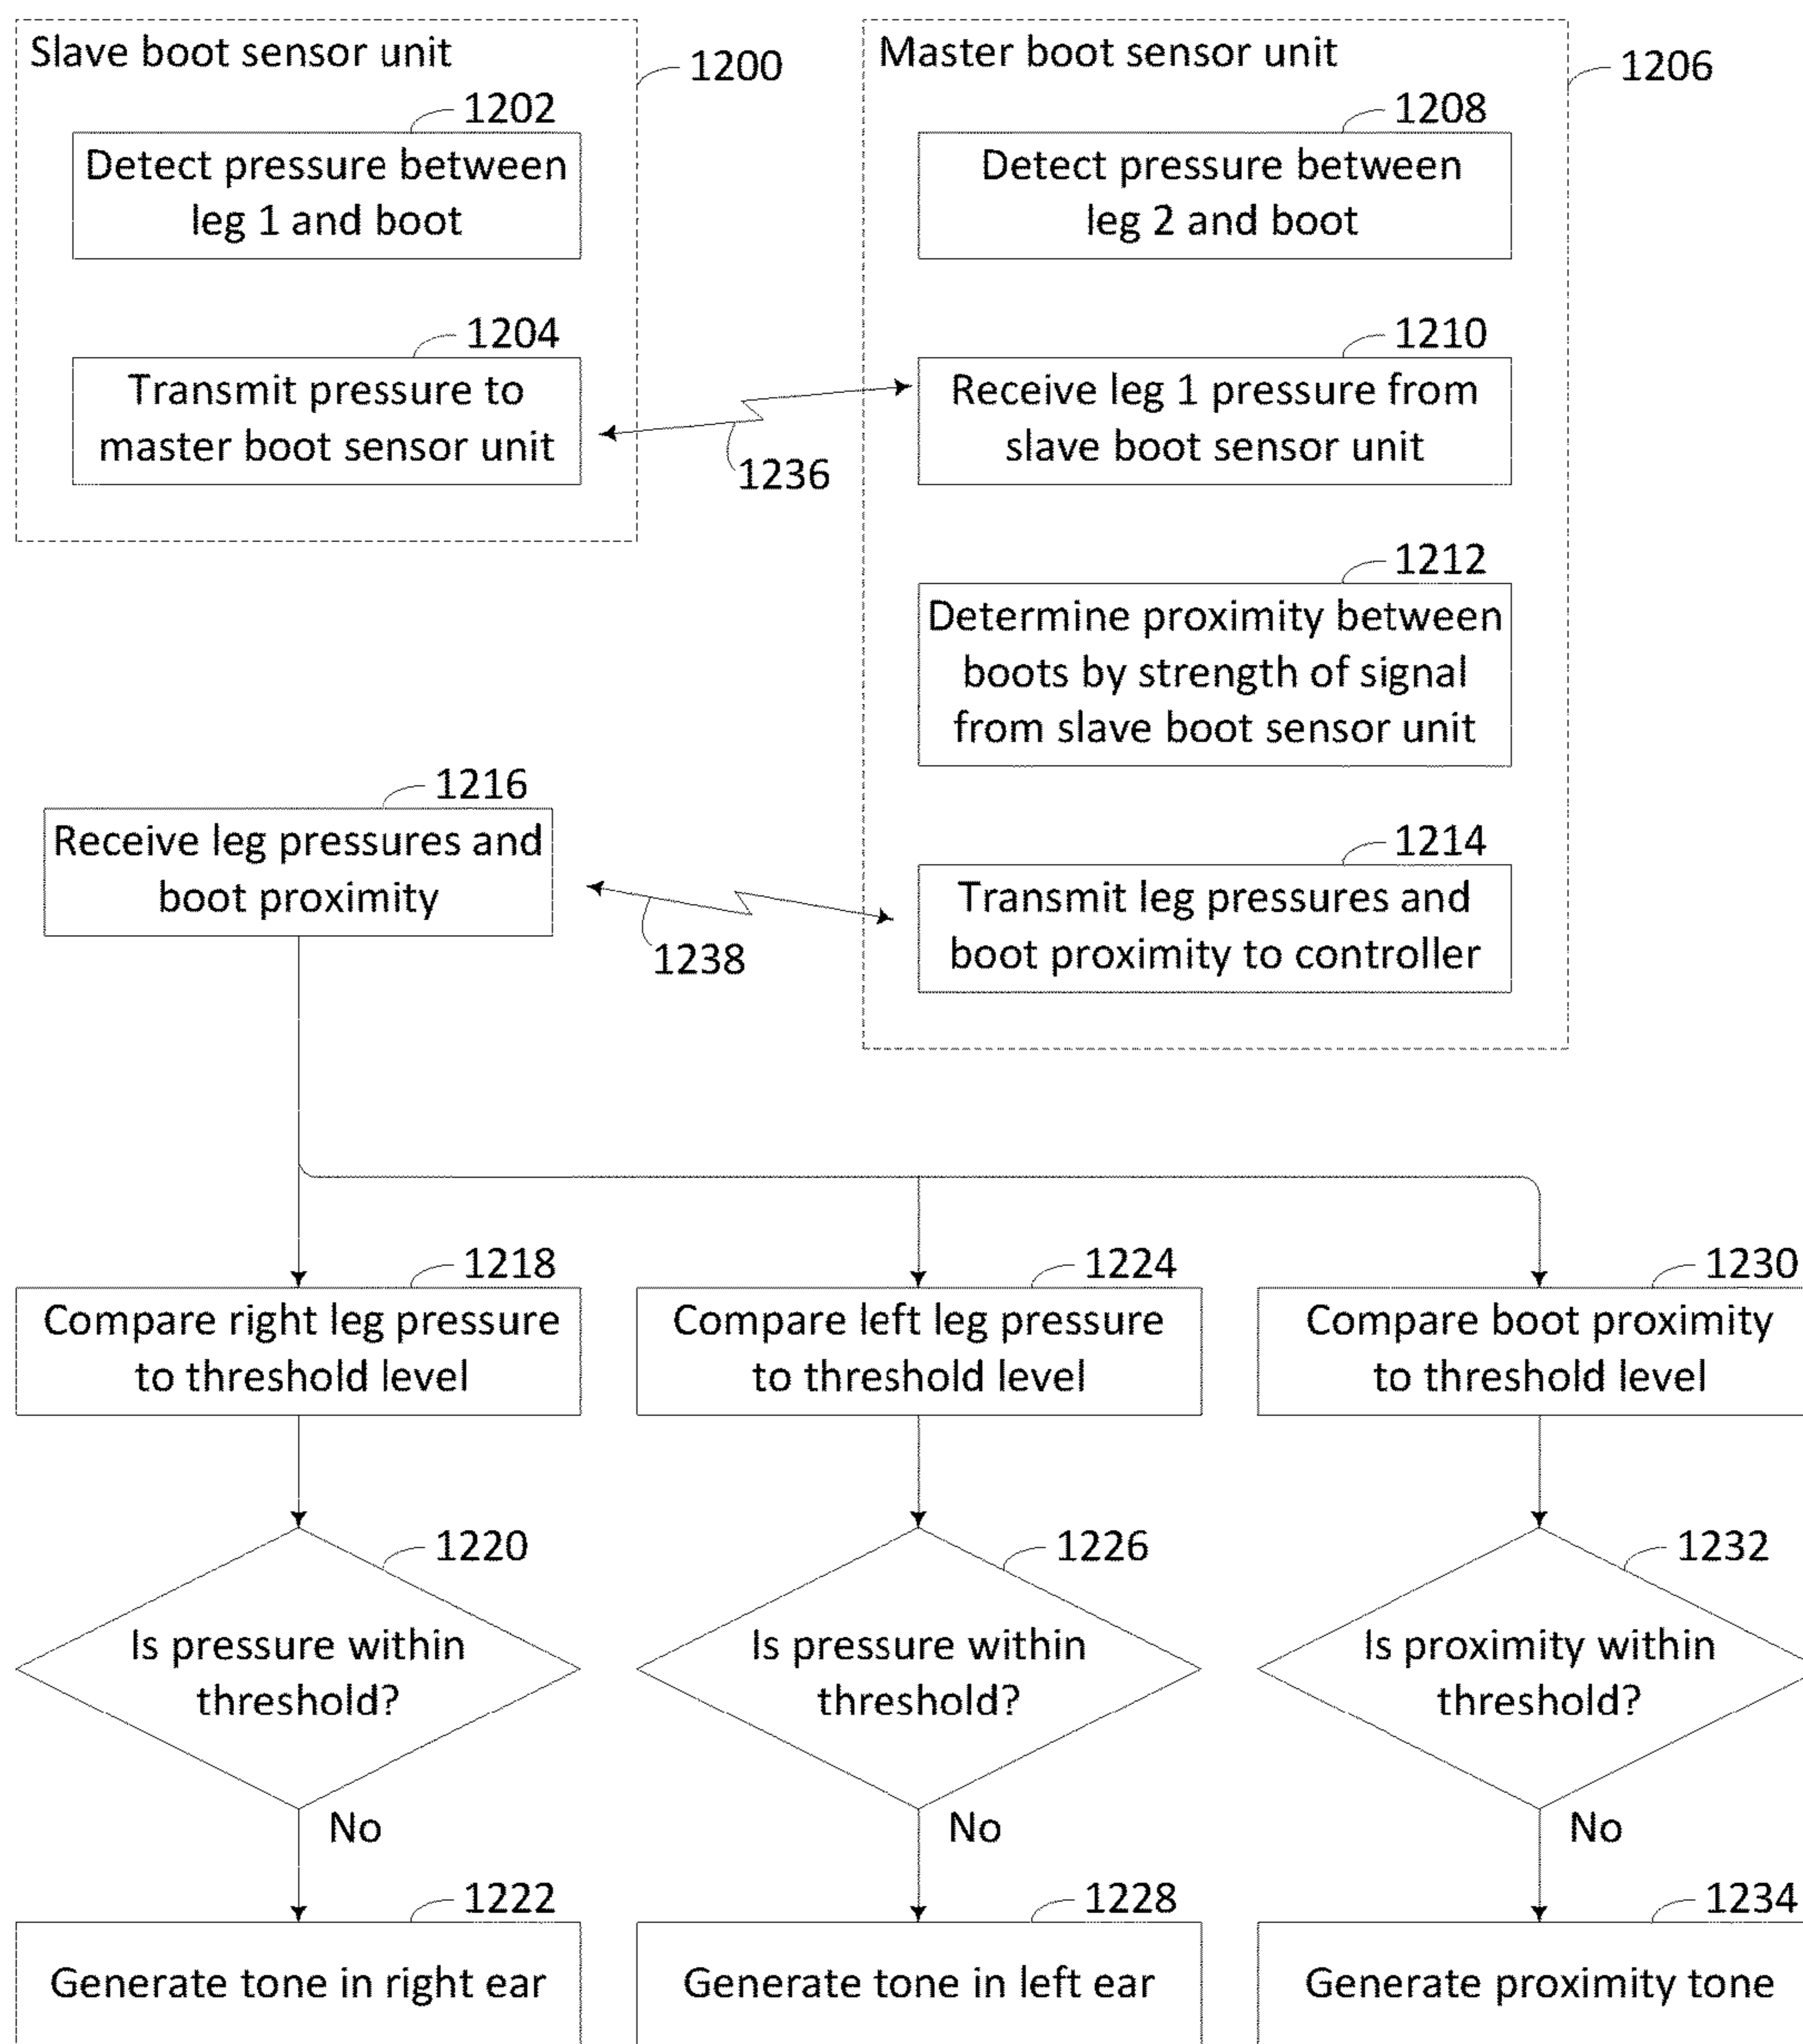 Slave boot sensor unit
1200
1202
Detect pressure between
leg 1 and boot
1204
Transmit pressure to
master boot sensor unit
1236
Master boot sensor unit
1206
1208
Detect pressure between
leg 2 and boot
1210
Receive leg 1 pressure from
slave boot sensor unit
1212
Determine proximity between
boots by strength of signal
from slave boot sensor unit
1214
Transmit leg pressures and
boot proximity to controller
1216
Receive leg pressures and
boot proximity
1238
1218
Compare right leg pressure
to threshold level
1224
Compare left leg pressure
to threshold level
1230
Compare boot proximity
to threshold level
1220
Is pressure within
threshold?
No
1226
Is pressure within
threshold?
No
1232
Is proximity within
threshold?
No
1222
Generate tone in right ear
1228
Generate tone in left ear
1234
Generate proximity tone